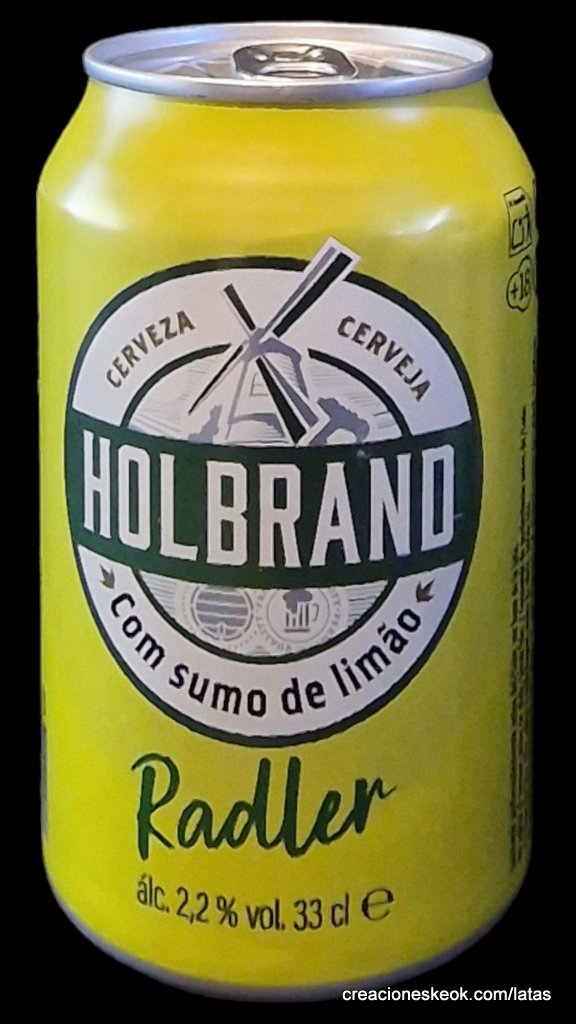 CERVEZA
CERVEJA
HOLBRAND
Com sumo de limão
Radler
álc. 2,2 % vol. 33 cl e
+18
creacioneskeok.com/latas